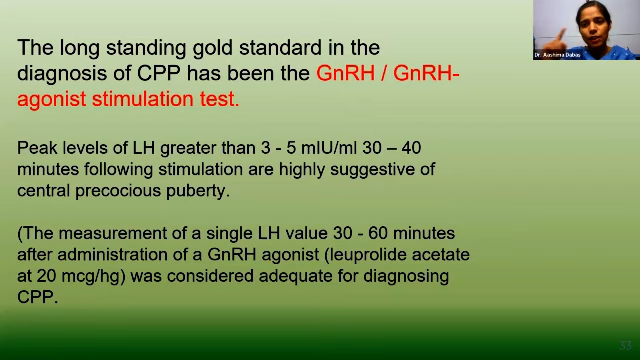 The long standing gold standard in the
diagnosis of CPP has been the GnRH / GnRH-
agonist stimulation test.
Peak levels of LH greater than 3 - 5 mIU/ml 30 – 40
minutes following stimulation are highly suggestive of
central precocious puberty.
(The measurement of a single LH value 30 - 60 minutes
after administration of a GnRH agonist (leuprolide acetate
at 20 mcg/hg) was considered adequate for diagnosing
CPP.
Dr. Aashima Dabas
33